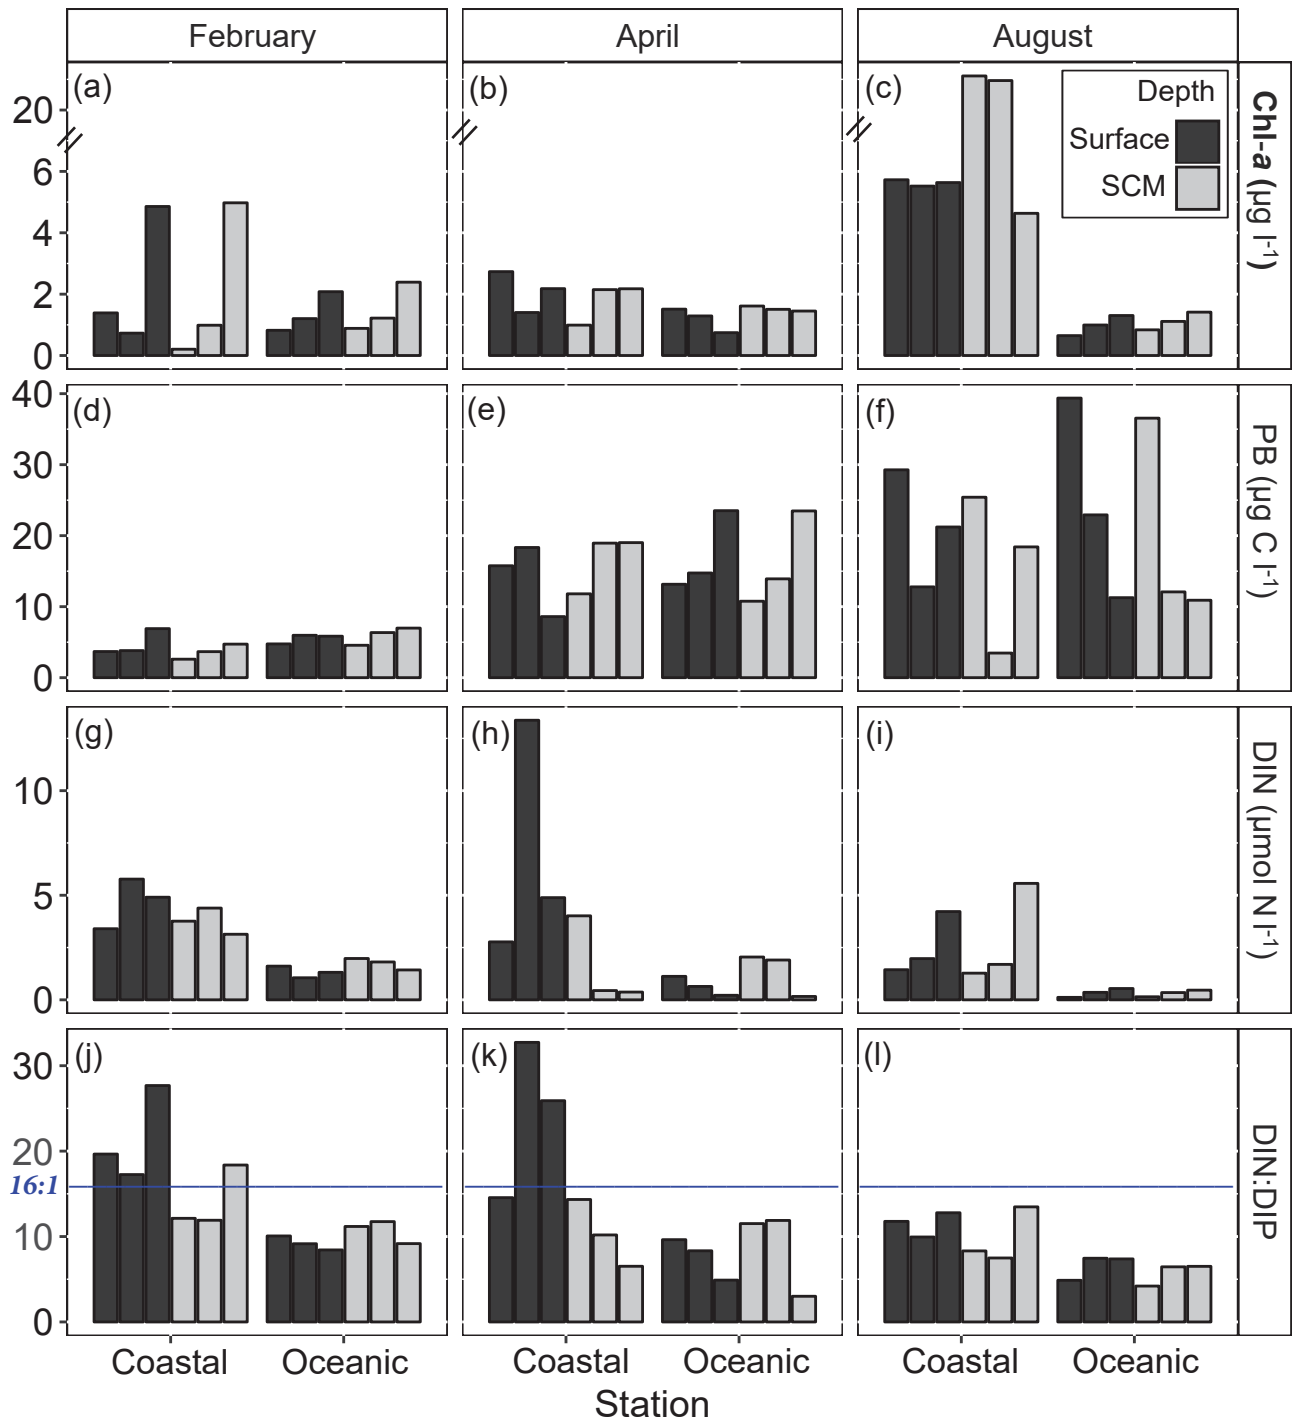 February
April
August
(a)
(b)
(c)
Depth
Surface
SCM
20
6
4
2
0
Chl-a (µg l-1)
(d)
(e)
(f)
40
30
20
10
0
PB (µg C l-1)
(g)
(h)
(i)
10
5
0
DIN (µmol N l-1)
(j)
(k)
(l)
30
20
16:1
10
0
DIN:DIP
Coastal
Oceanic
Coastal
Oceanic
Coastal
Oceanic
Station